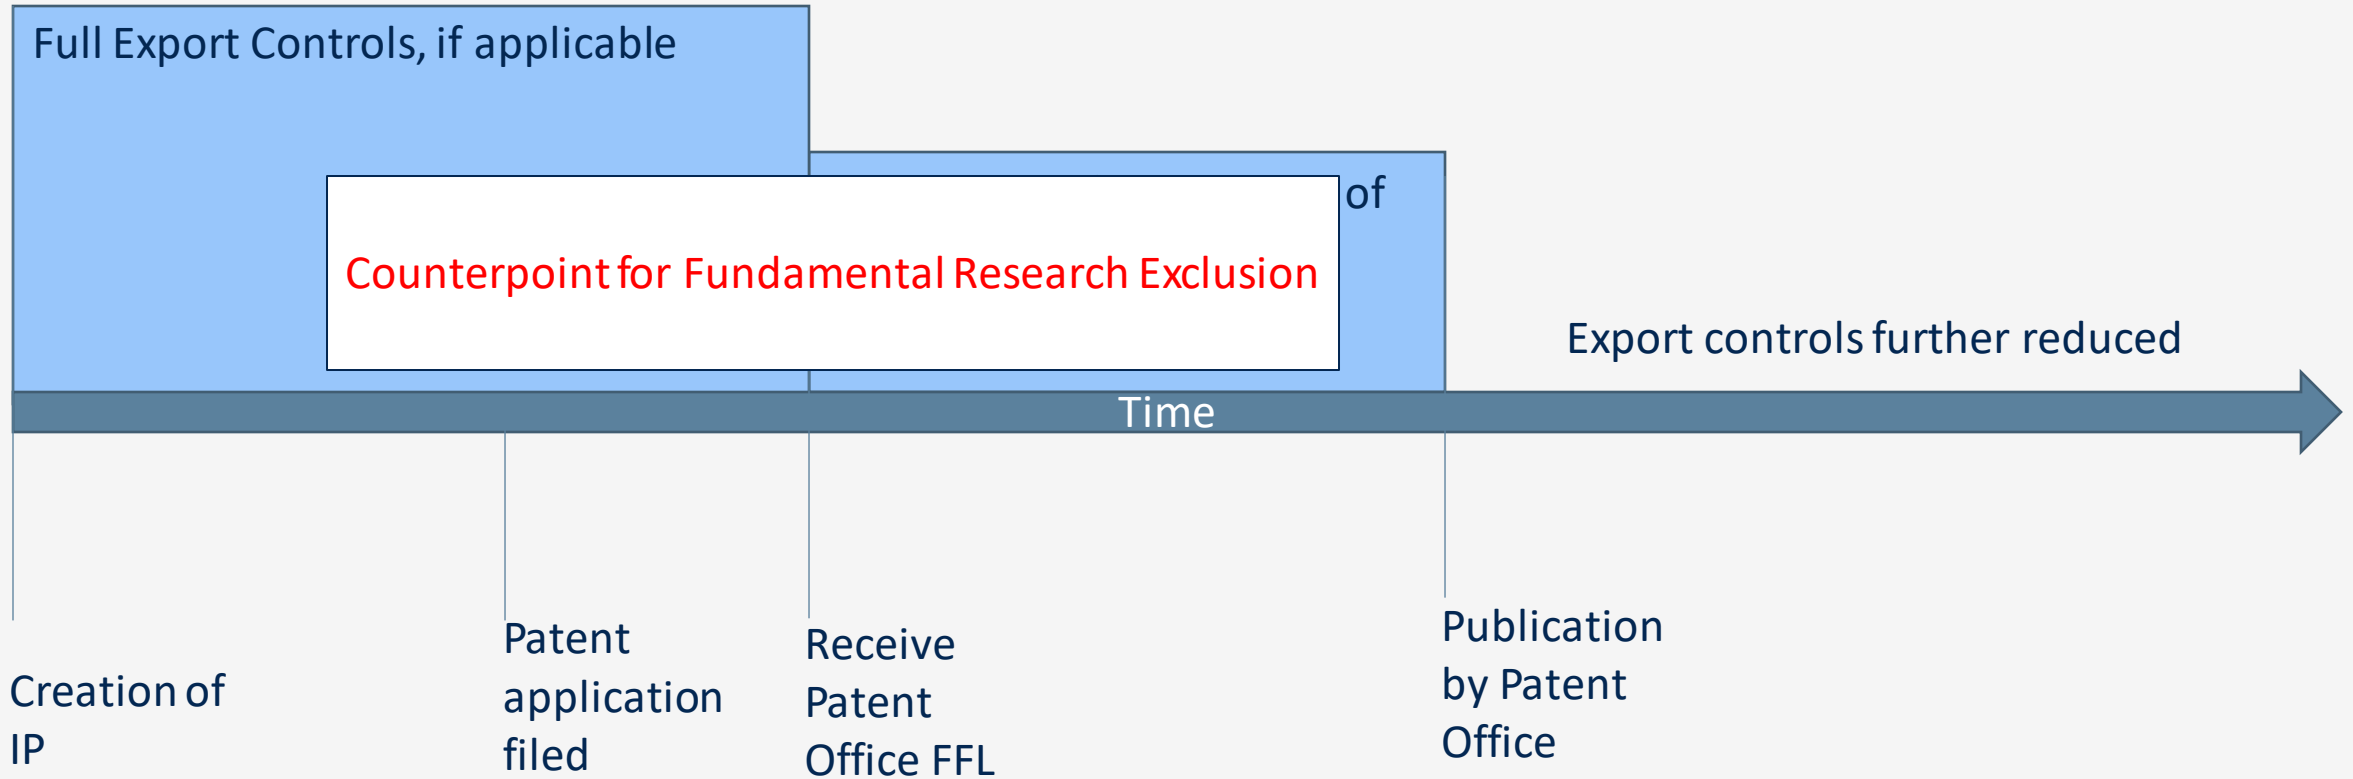 Full Export Controls, if applicable
of
Counterpoint for Fundamental Research Exclusion
Export controls further reduced
Time
Creation of
IP
Patent
application
filed
Receive
Patent
Office FFL
Publication
by Patent
Office